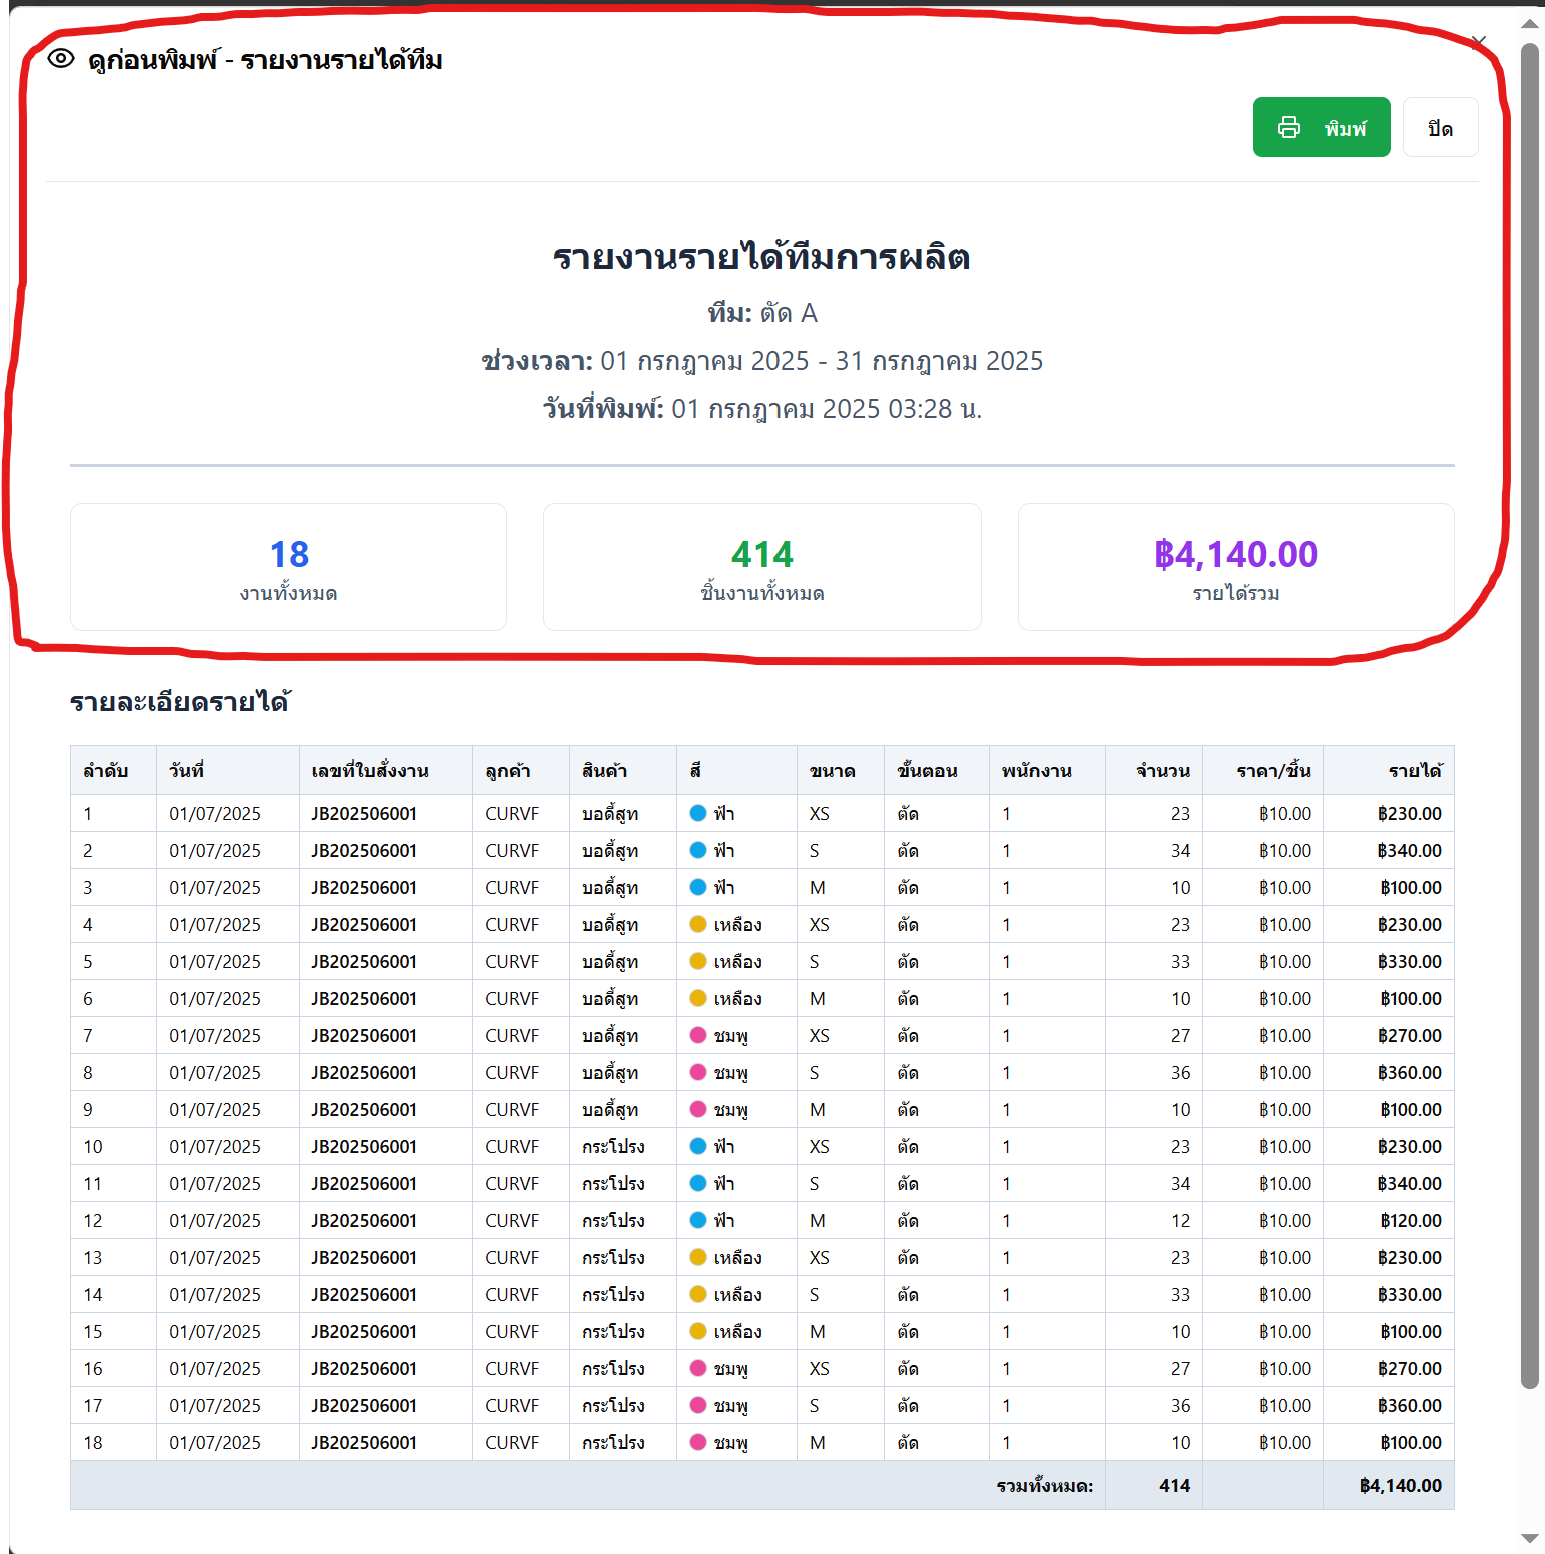 ดูก่อนพิมพ์ - รายงานรายได้ทีม
พิมพ์ ปิด
รายงานรายได้ทีมการผลิต
ทีม: ตัด A
ช่วงเวลา: 01 กรกฎาคม 2025 - 31 กรกฎาคม 2025
วันที่พิมพ์: 01 กรกฎาคม 2025 03:28 น.
18 414 ฿4,140.00
งานทั้งหมด ชิ้นงานทั้งหมด รายได้รวม
รายละเอียดรายได้
ลำดับ วันที่ เลขที่ใบสั่งงาน ลูกค้า สินค้า สี ขนาด ขั้นตอน พนักงาน จำนวน ราคา/ชิ้น รายได้
1 01/07/2025 JB202506001 CURVF บอดี้สูท ฟ้า XS ตัด 1 23 ฿10.00 ฿230.00
2 01/07/2025 JB202506001 CURVF บอดี้สูท ฟ้า S ตัด 1 34 ฿10.00 ฿340.00
3 01/07/2025 JB202506001 CURVF บอดี้สูท ฟ้า M ตัด 1 10 ฿10.00 ฿100.00
4 01/07/2025 JB202506001 CURVF บอดี้สูท เหลือง XS ตัด 1 23 ฿10.00 ฿230.00
5 01/07/2025 JB202506001 CURVF บอดี้สูท เหลือง S ตัด 1 33 ฿10.00 ฿330.00
6 01/07/2025 JB202506001 CURVF บอดี้สูท เหลือง M ตัด 1 10 ฿10.00 ฿100.00
7 01/07/2025 JB202506001 CURVF บอดี้สูท ชมพู XS ตัด 1 27 ฿10.00 ฿270.00
8 01/07/2025 JB202506001 CURVF บอดี้สูท ชมพู S ตัด 1 36 ฿10.00 ฿360.00
9 01/07/2025 JB202506001 CURVF บอดี้สูท ชมพู M ตัด 1 10 ฿10.00 ฿100.00
10 01/07/2025 JB202506001 CURVF กระโปรง ฟ้า XS ตัด 1 23 ฿10.00 ฿230.00
11 01/07/2025 JB202506001 CURVF กระโปรง ฟ้า S ตัด 1 34 ฿10.00 ฿340.00
12 01/07/2025 JB202506001 CURVF กระโปรง ฟ้า M ตัด 1 12 ฿10.00 ฿120.00
13 01/07/2025 JB202506001 CURVF กระโปรง เหลือง XS ตัด 1 23 ฿10.00 ฿230.00
14 01/07/2025 JB202506001 CURVF กระโปรง เหลือง S ตัด 1 33 ฿10.00 ฿330.00
15 01/07/2025 JB202506001 CURVF กระโปรง เหลือง M ตัด 1 10 ฿10.00 ฿100.00
16 01/07/2025 JB202506001 CURVF กระโปรง ชมพู XS ตัด 1 27 ฿10.00 ฿270.00
17 01/07/2025 JB202506001 CURVF กระโปรง ชมพู S ตัด 1 36 ฿10.00 ฿360.00
18 01/07/2025 JB202506001 CURVF กระโปรง ชมพู M ตัด 1 10 ฿10.00 ฿100.00
รวมทั้งหมด: 414 ฿4,140.00